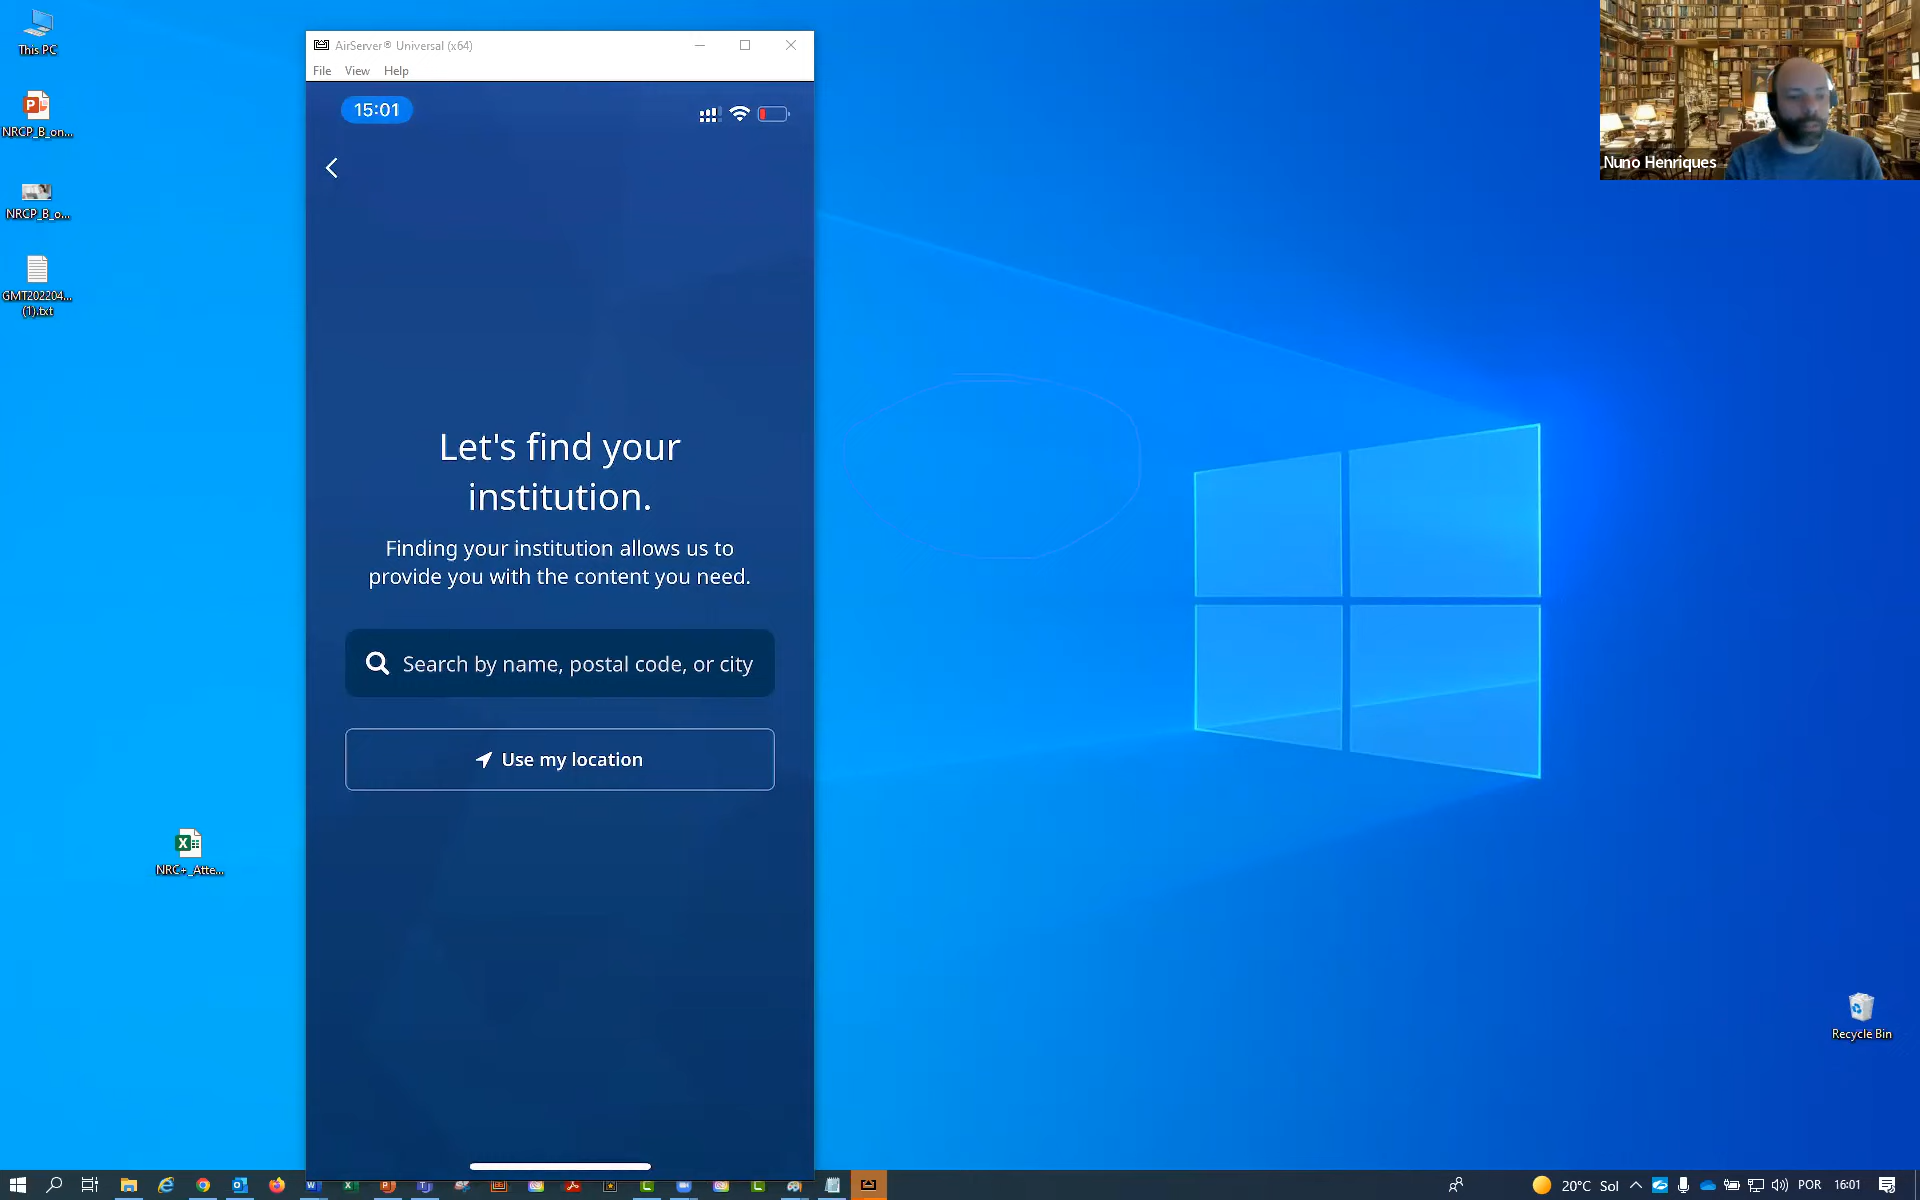 This PC
NRCP_B_on...
NRCP_B_o...
GMT202204...
(1).txt
NRC+_Atte...
AirServer® Universal (x64)
File View Help
15:01
Let's find your
institution.
Finding your institution allows us to
provide you with the content you need.
Search by name, postal code, or city
Use my location
Nuno Henriques
Recycle Bin
20°C Sol
POR
16:01